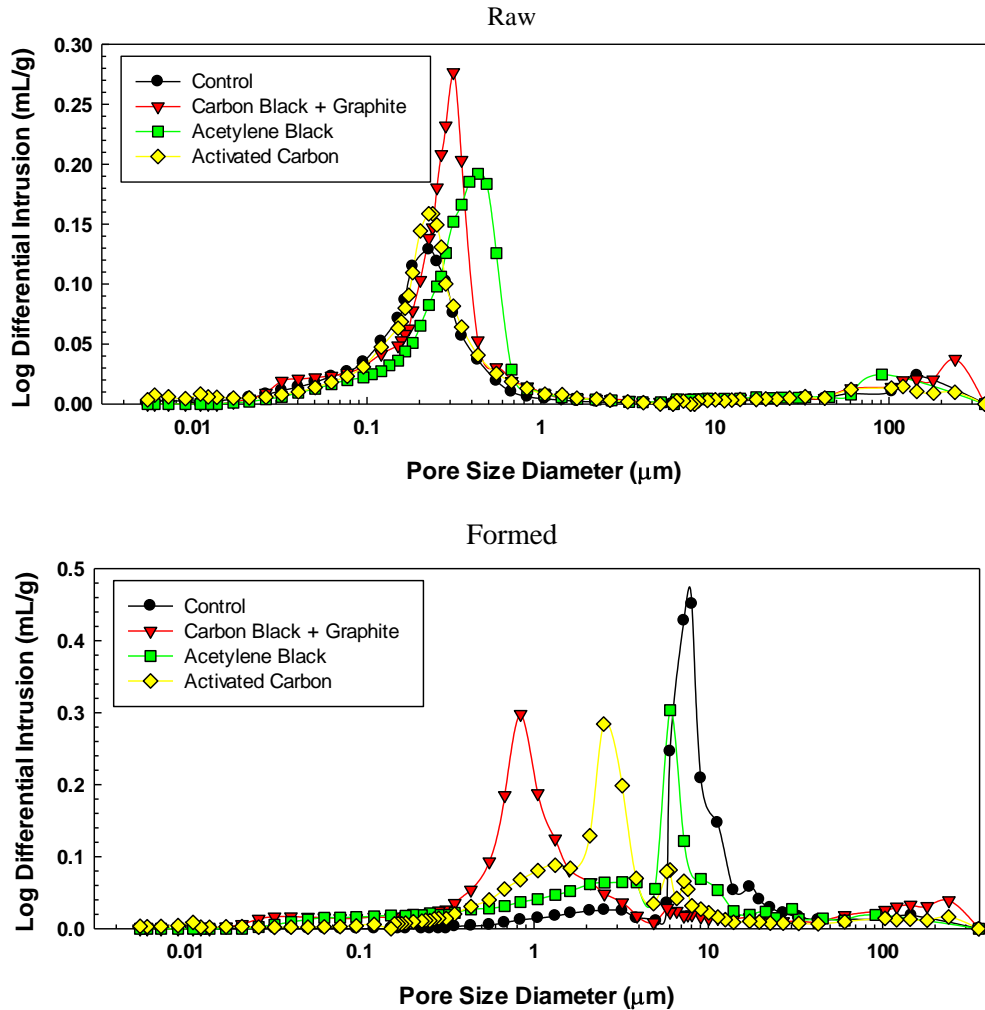 Raw
Log Differential Intrusion (mL/g)
0.30
0.25
0.20
0.15
0.10
0.05
0.00
Control
Carbon Black + Graphite
Acetylene Black
Activated Carbon
0.01 0.1 1 10 100
Pore Size Diameter (μm)
Formed
Log Differential Intrusion (mL/g)
0.5
0.4
0.3
0.2
0.1
0.0
Control
Carbon Black + Graphite
Acetylene Black
Activated Carbon
0.01 0.1 1 10 100
Pore Size Diameter (μm)